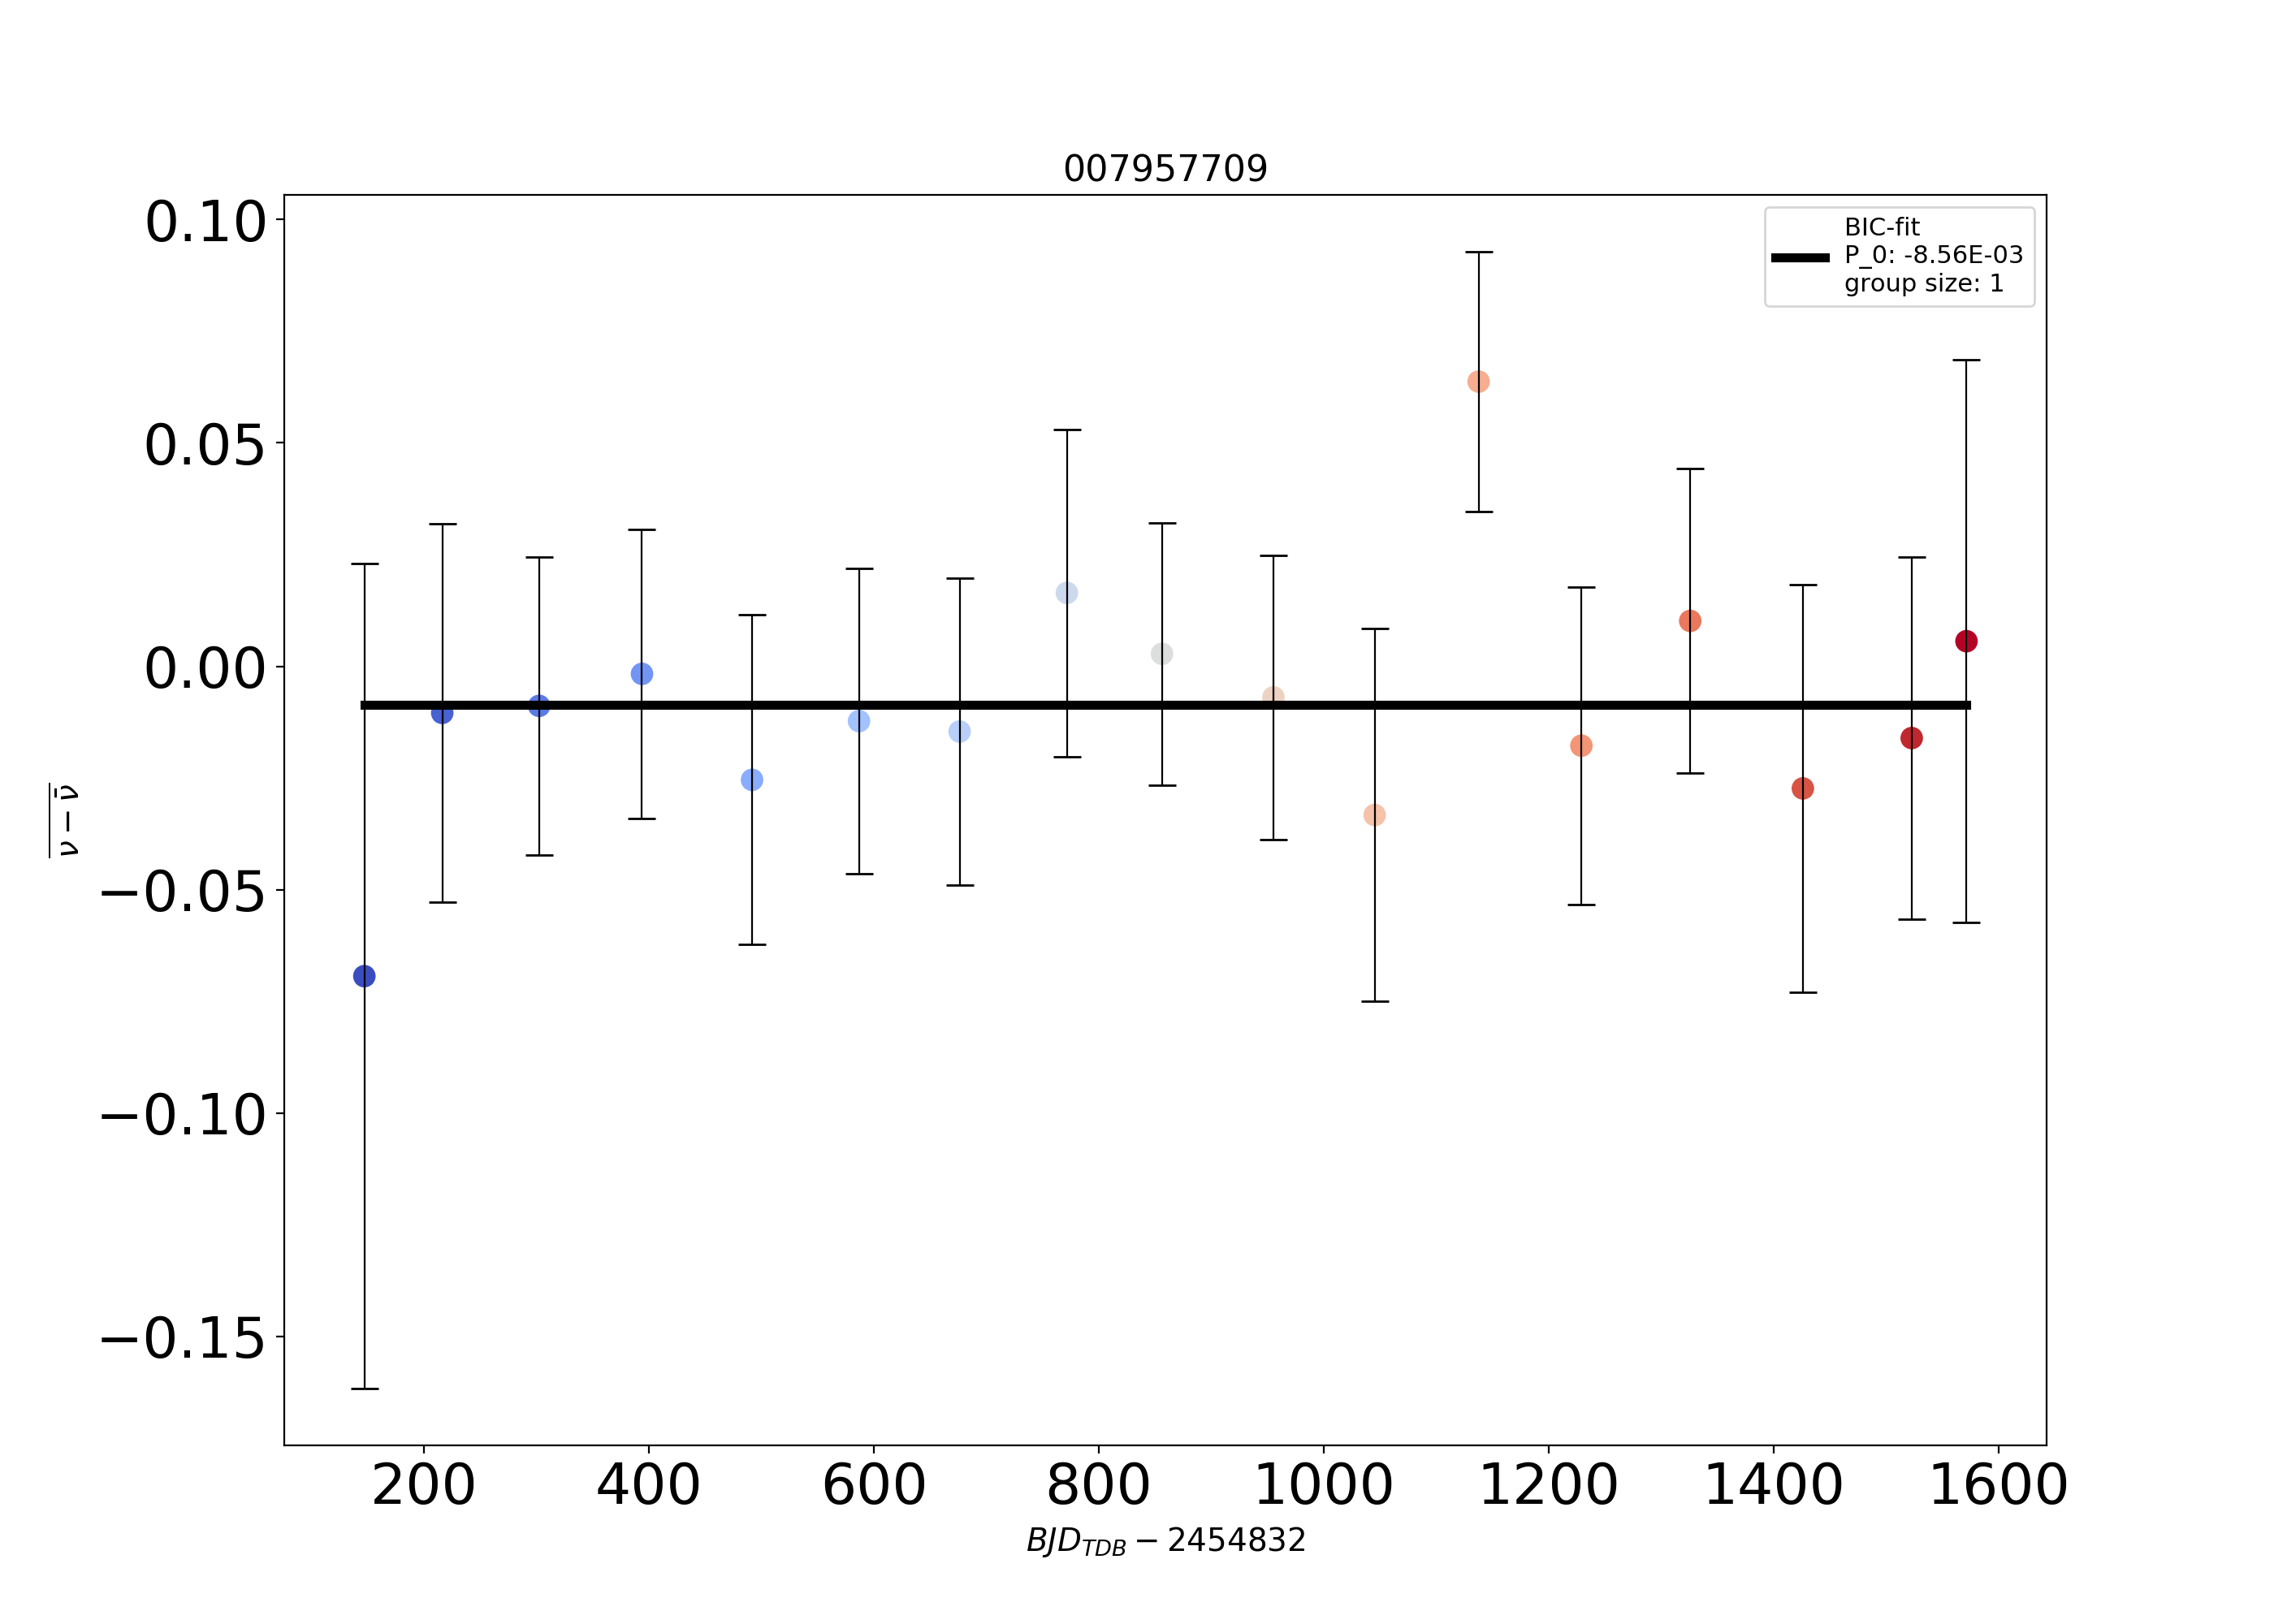 007957709
BIC-fit
P_0: -8.56E-03
group size: 1
0.10
0.05
0.00
−0.05
−0.10
−0.15
ν − ν̄
200 400 600 800 1000 1200 1400 1600
BJD_TDB − 2454832